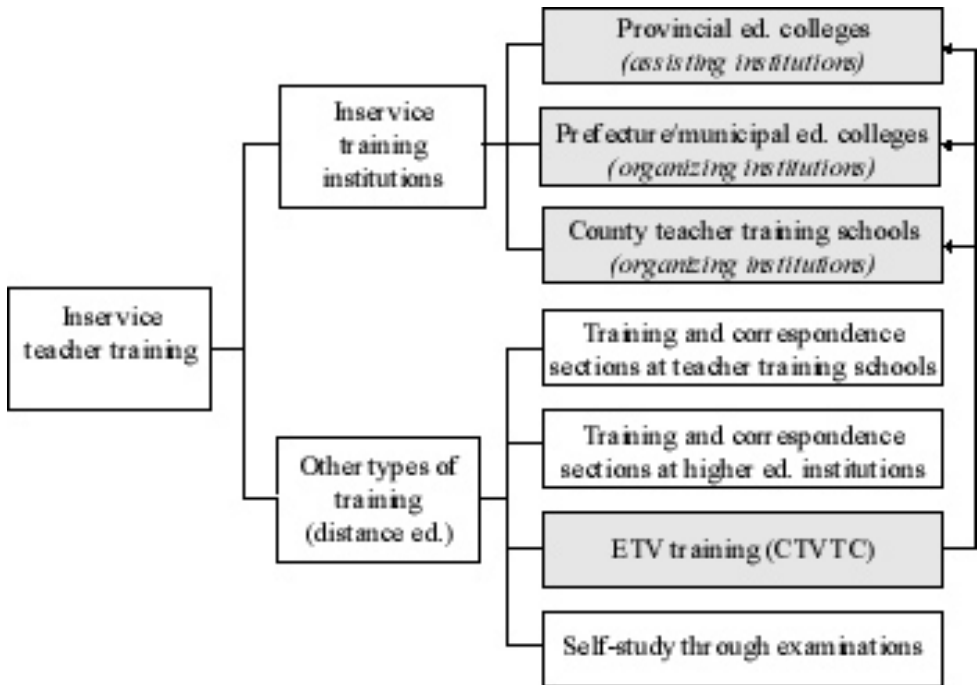 Provincial ed. colleges
(assisting institutions)
Inservice
training
institutions
Prefecture/municipal ed. colleges
(organizing institutions)
County teacher training schools
(organizing institutions)
Inservice
teacher training
Training and correspondence
sections at teacher training schools
Other types of
training
(distance ed.)
Training and correspondence
sections at higher ed. institutions
ETV training (CTVTC)
Self-study through examinations